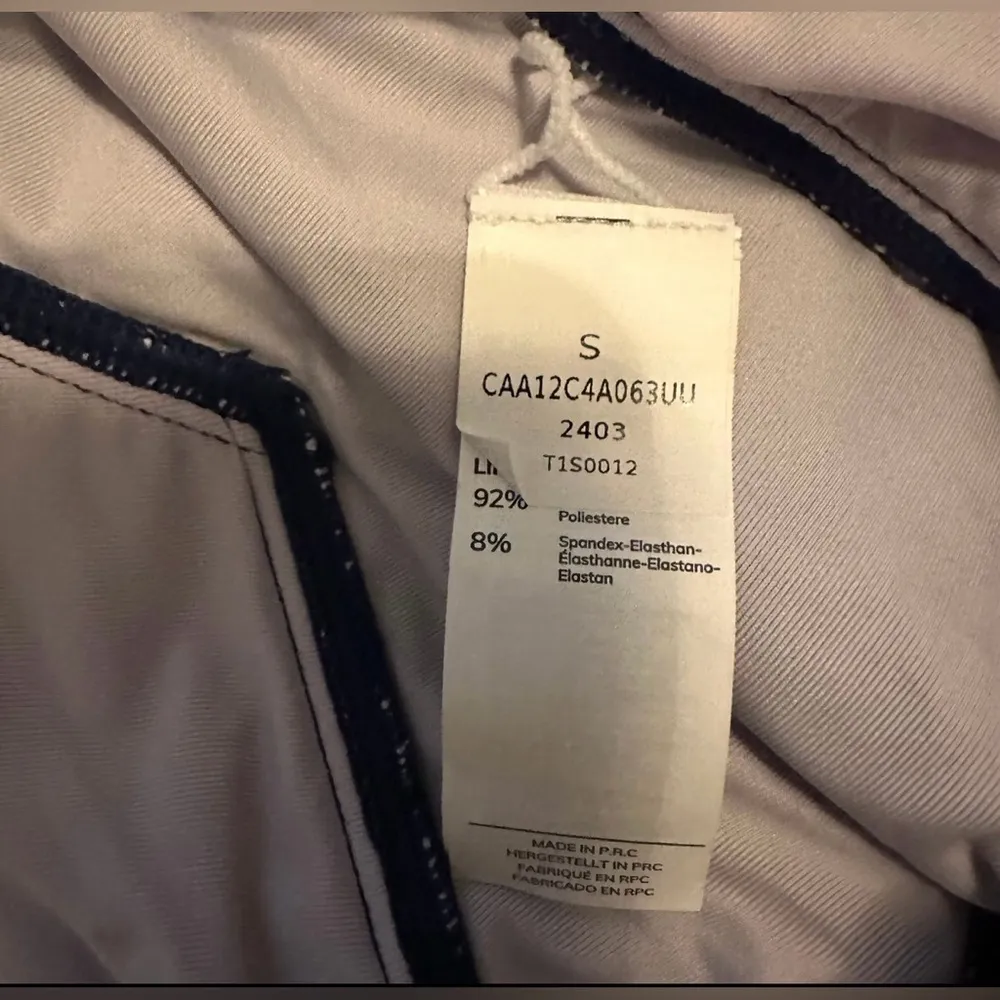 S
CAA12C4A063UU
2403
T1S0012
92% Poliestere
8% Spandex-Elasthan-
Élasthanne-Elastano-
Elastan
MADE IN P.R.C
HERGESTELLT IN PRC
FABRIQUÉ EN RPC
FABRICADO EN RPC